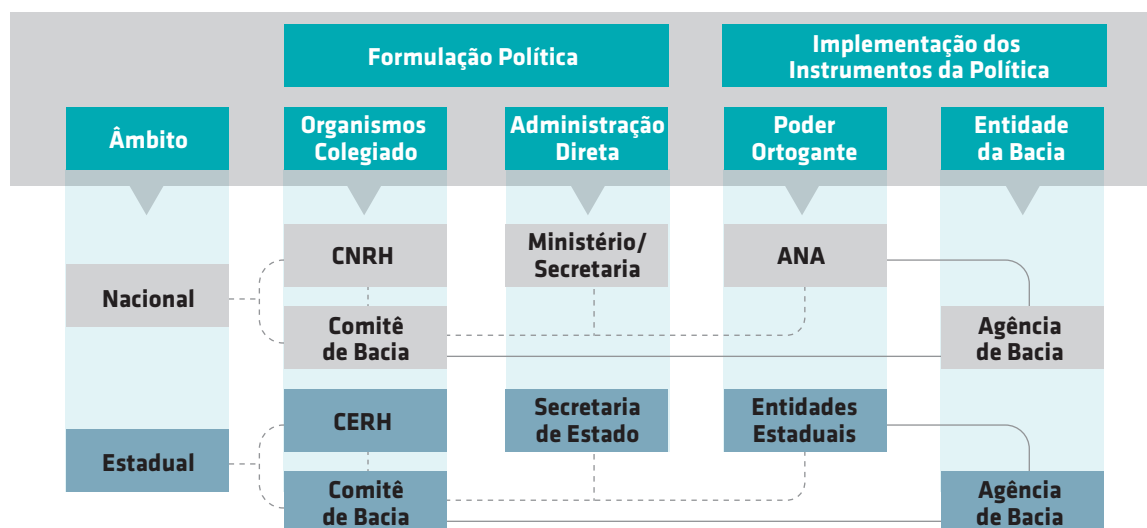 Formulação Política
Implementação dos
Instrumentos da Política
Âmbito
Organismos
Colegiado
Administração
Direta
Poder
Ortogante
Entidade
da Bacia
CNRH
Ministério/
Secretaria
ANA
Nacional
Comitê
de Bacia
Agência
de Bacia
CERH
Secretaria
de Estado
Entidades
Estaduais
Estadual
Comitê
de Bacia
Agência
de Bacia